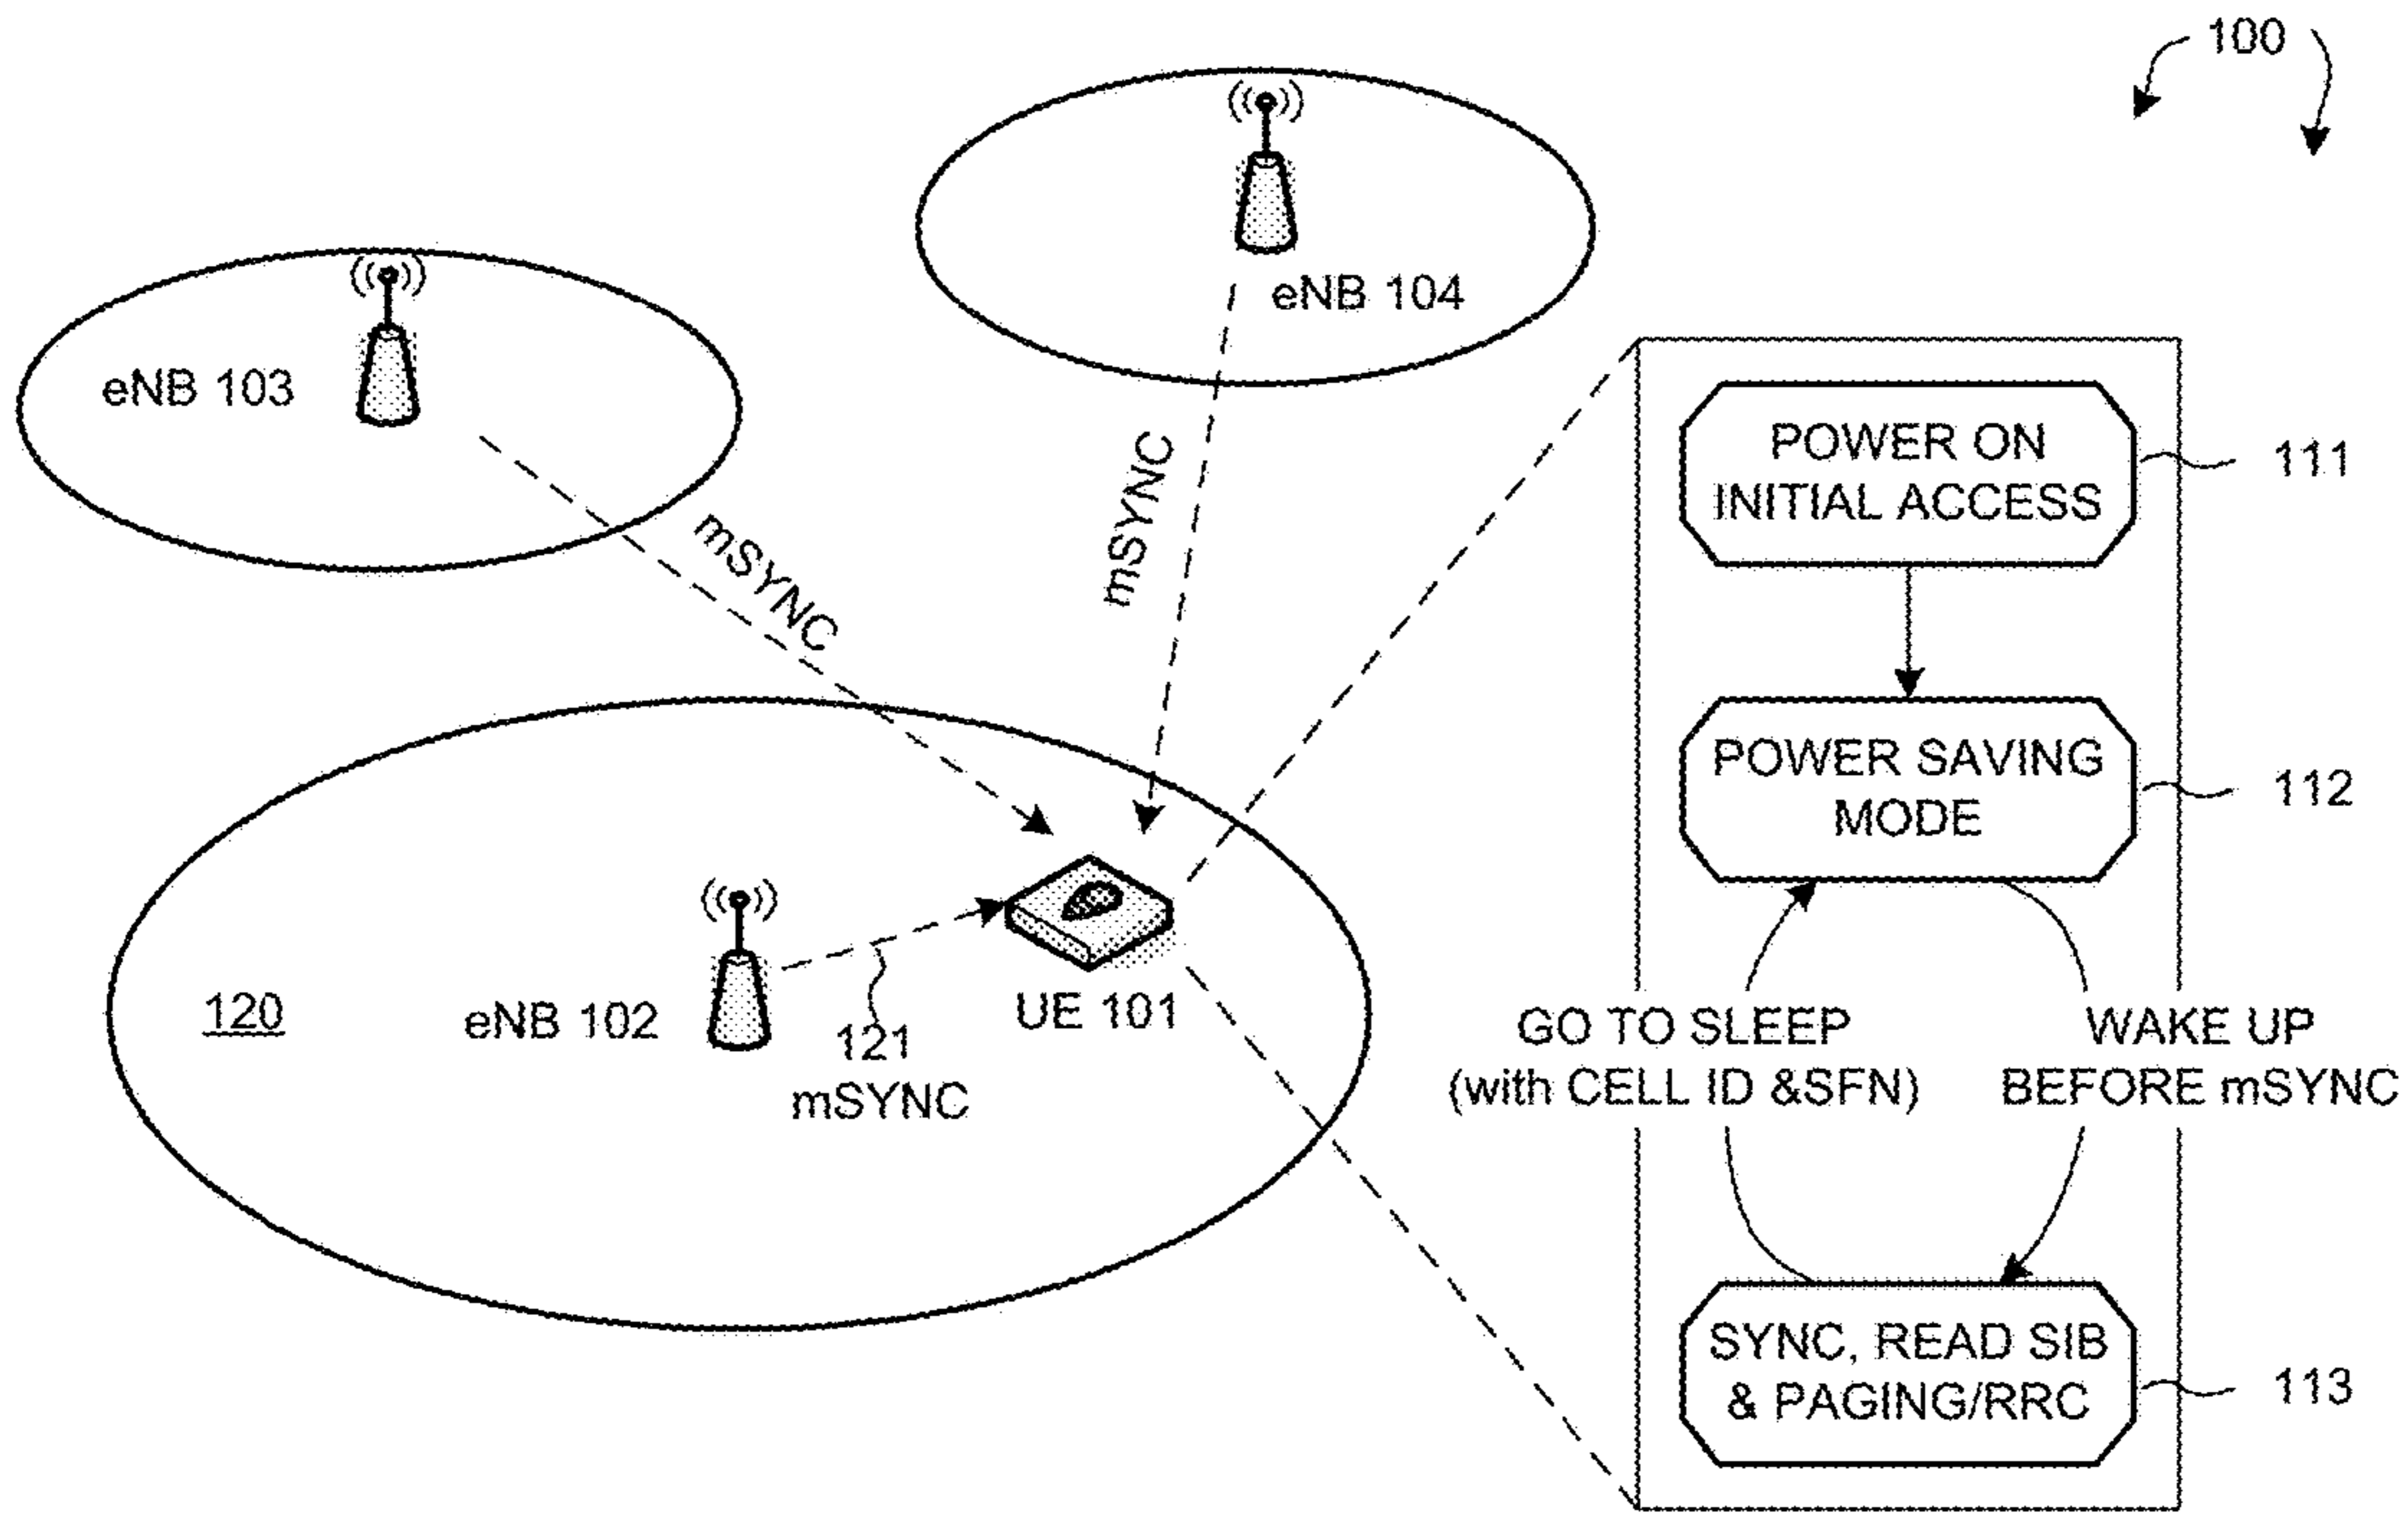 100
eNB 104
eNB 103
mSYNC
mSYNC
POWER ON
INITIAL ACCESS
111
POWER SAVING
MODE
112
120
eNB 102
121
mSYNC
UE 101
GO TO SLEEP
(with CELL ID &SFN)
WAKE UP
BEFORE mSYNC
SYNC, READ SIB
& PAGING/RRC
113